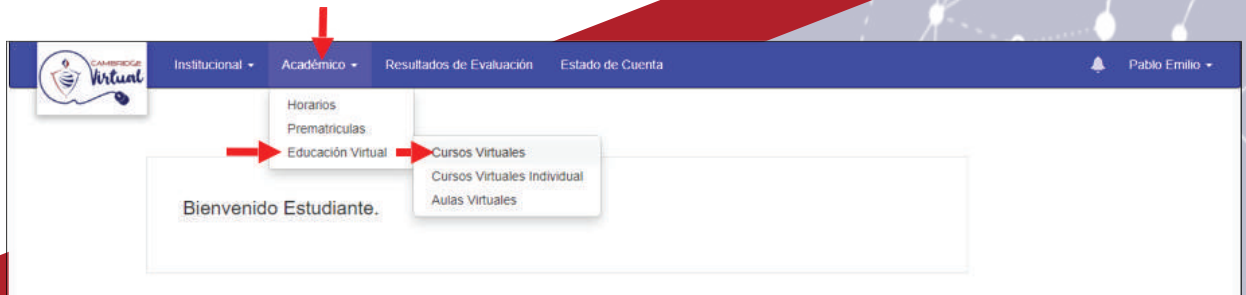 CAMBRIDGE
Virtual
Institucional
Académico
Resultados de Evaluación
Estado de Cuenta
Pablo Emilio
Horarios
Prematriculas
Educación Virtual
Cursos Virtuales
Cursos Virtuales Individual
Aulas Virtuales
Bienvenido Estudiante.